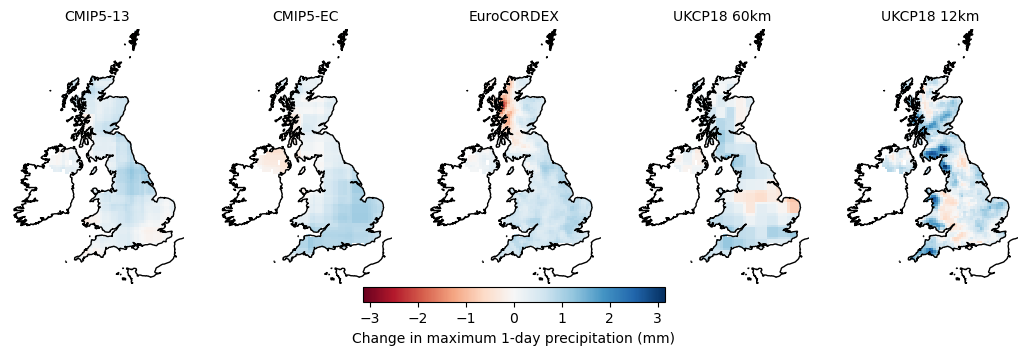 CMIP5-13 CMIP5-EC EuroCORDEX UKCP18 60km UKCP18 12km
−3 −2 −1 0 1 2 3
Change in maximum 1-day precipitation (mm)